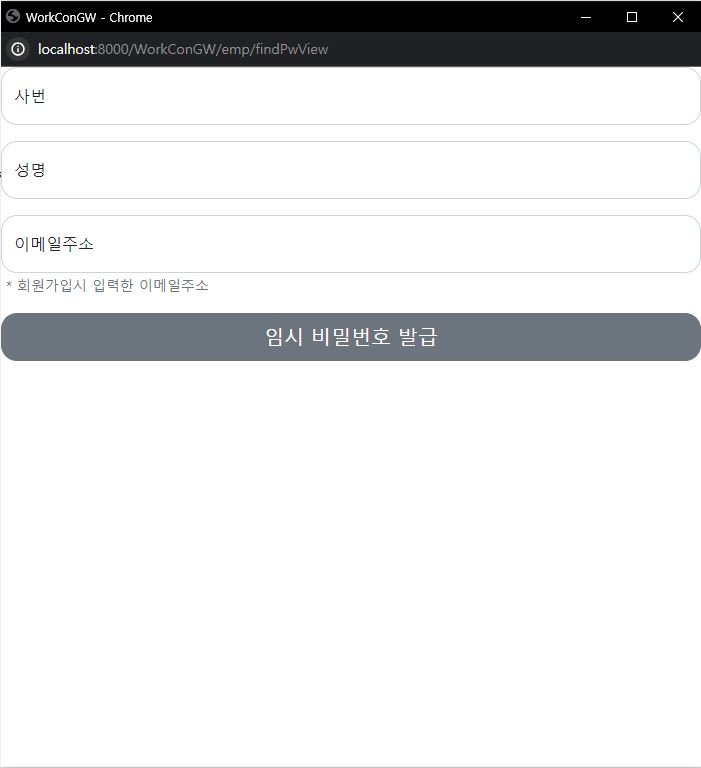 WorkConGW - Chrome
localhost:8000/WorkConGW/emp/findPwView
사번
성명
이메일주소
* 회원가입시 입력한 이메일주소
임시 비밀번호 발급